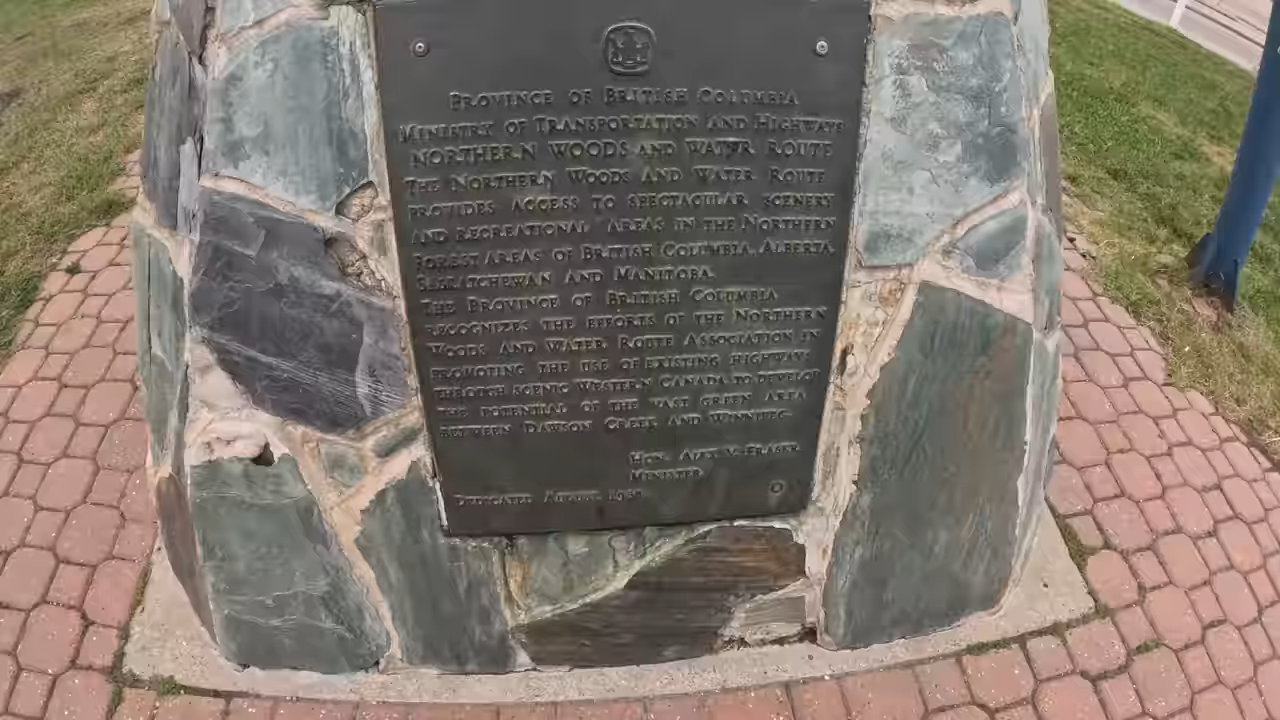 PROVINCE OF BRITISH COLUMBIA
MINISTRY OF TRANSPORTATION AND HIGHWAYS
NORTHERN WOODS AND WATER ROUTE
THE NORTHERN WOODS AND WATER ROUTE
PROVIDES ACCESS TO SPECTACULAR SCENERY
AND RECREATIONAL AREAS IN THE NORTHERN
FOREST AREAS OF BRITISH COLUMBIA, ALBERTA,
SASKATCHEWAN AND MANITOBA.
THE PROVINCE OF BRITISH COLUMBIA
RECOGNIZES THE EFFORTS OF THE NORTHERN
WOODS AND WATER ROUTE ASSOCIATION IN
PROMOTING THE USE OF EXISTING HIGHWAYS
THROUGH SCENIC WESTERN CANADA TO DEVELOP
THE POTENTIAL OF THE VAST GREEN AREA
BETWEEN DAWSON CREEK AND WINNIPEG.
HON. ALEX V. FRASER
MINISTER
DEDICATED AUGUST